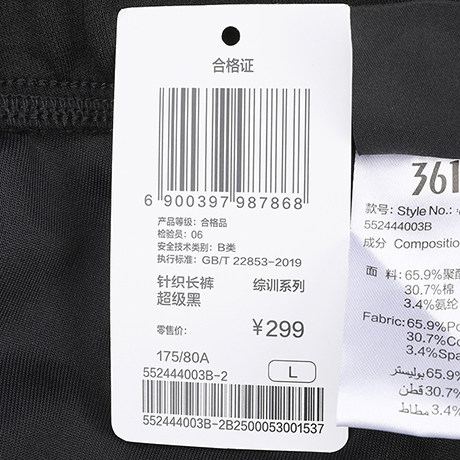 合格证
6 900397 987868
产品等级: 合格品
检验员: 06
安全技术类别: B类
执行标准: GB/T 22853-2019
针织长裤 综训系列
超级黑
零售价: ¥299
175/80A
552444003B-2 L
552444003B-2B2500053001537
361
款号: Style No.:
552444003B
成分 Composition
面 料: 65.9%聚酯
30.7%棉
3.4%氨纶
Fabric: 65.9%Po
30.7%Co
3.4%Spa
65.9% بوليستر
30.7% قطن
3.4% مطاط